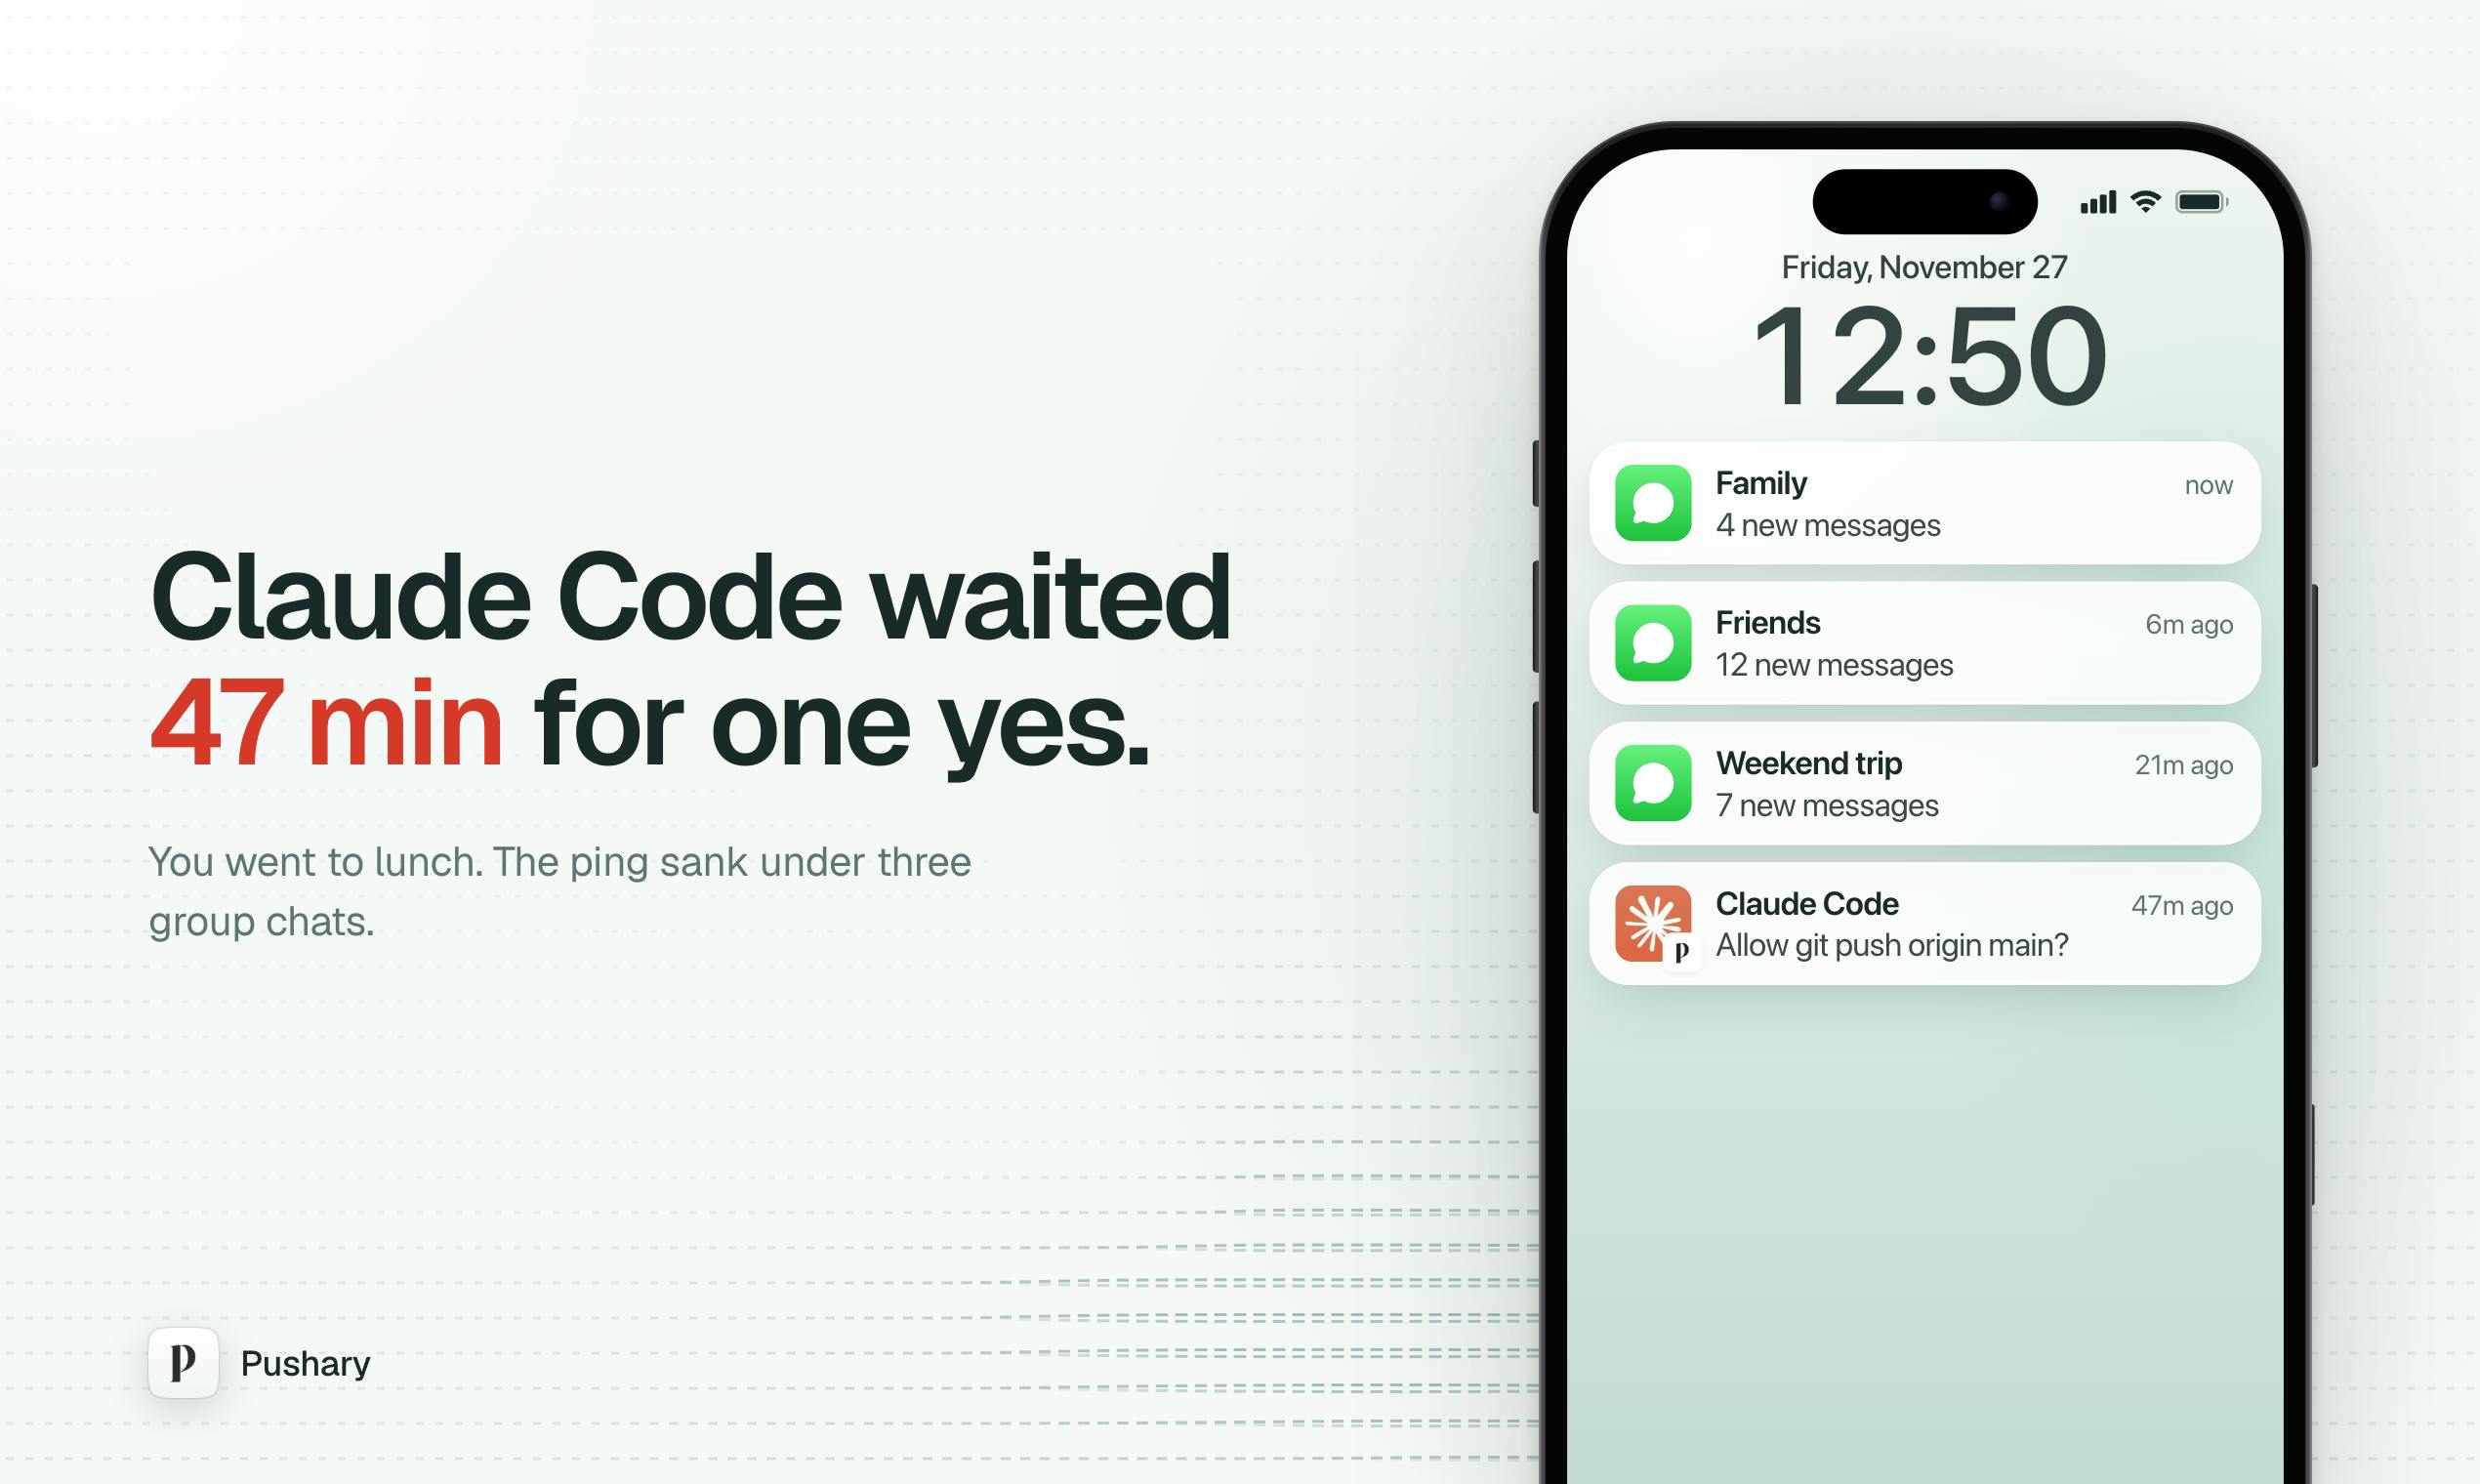 Claude Code waited
47 min for one yes.
You went to lunch. The ping sank under three
group chats.
P Pushary
Friday, November 27
12:50
Family now
4 new messages
Friends 6m ago
12 new messages
Weekend trip 21m ago
7 new messages
Claude Code 47m ago
P Allow git push origin main?